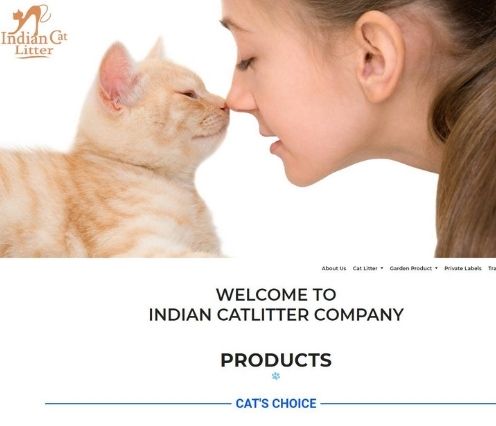 Indian Cat
Litter
About Us Cat Litter Garden Product Private Labels
WELCOME TO
INDIAN CATLITTER COMPANY
PRODUCTS
CAT'S CHOICE